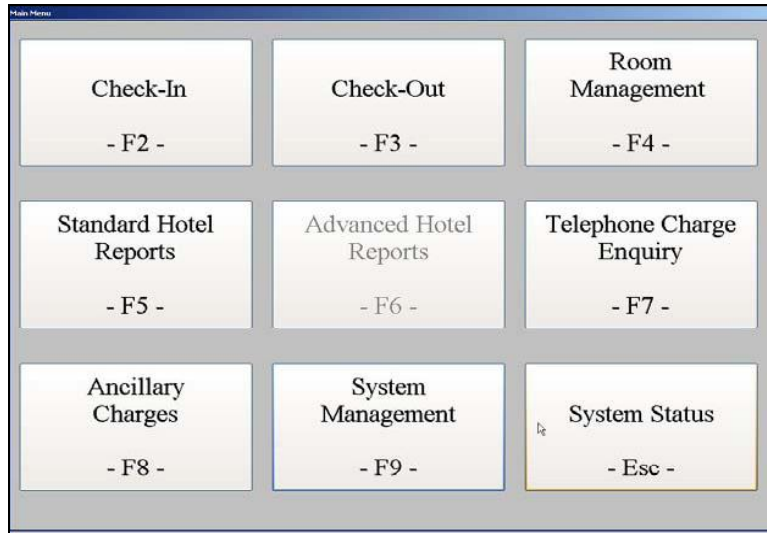 Main Menu
Check-In
- F2 -
Check-Out
- F3 -
Room
Management
- F4 -
Standard Hotel
Reports
- F5 -
Advanced Hotel
Reports
- F6 -
Telephone Charge
Enquiry
- F7 -
Ancillary
Charges
- F8 -
System
Management
- F9 -
System Status
- Esc -